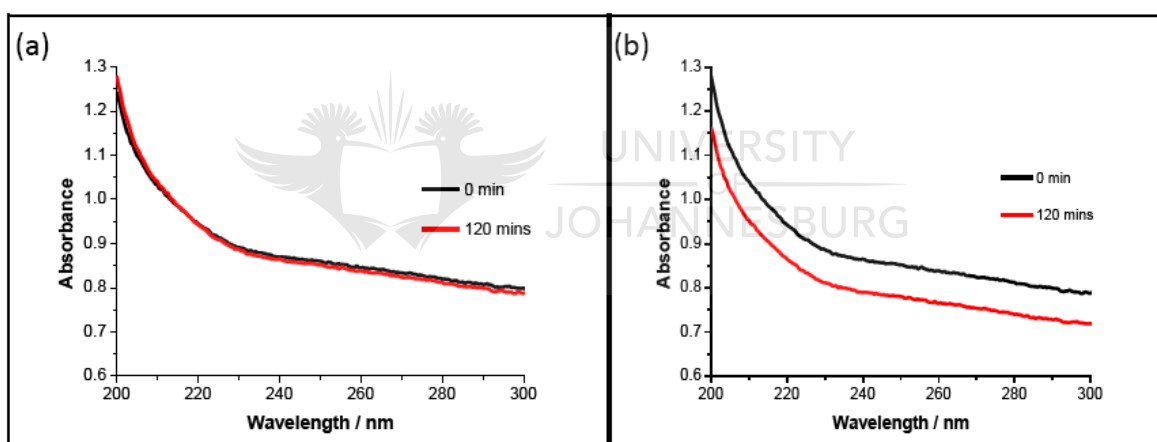 (a)
1.3
1.2
1.1
1.0
0.9
0.8
0.7
0.6
Absorbance
200 220 240 260 280 300
Wavelength / nm
0 min
120 mins
(b)
1.3
1.2
1.1
1.0
0.9
0.8
0.7
0.6
Absorbance
200 220 240 260 280 300
Wavelength / nm
0 min
120 mins
UNIVERSITY
OF
JOHANNESBURG